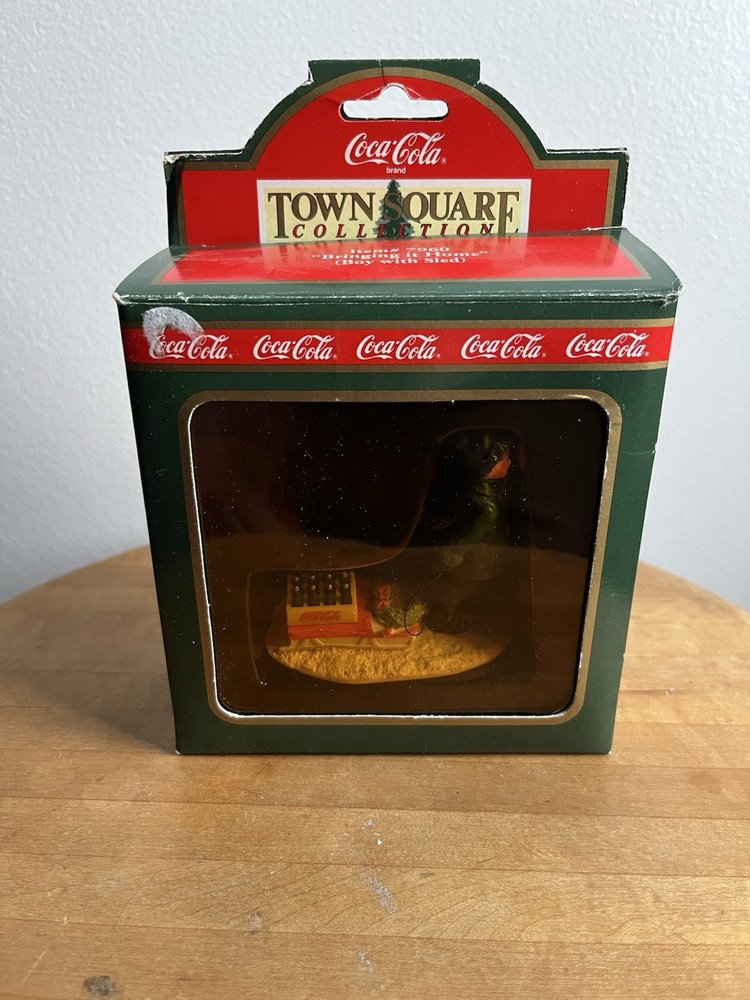 Coca-Cola
brand
TOWN SQUARE
COLLECTION
Item# 7960
"Bringing it Home"
(Boy with Sled)
Coca-Cola Coca-Cola Coca-Cola Coca-Cola Coca-Cola
Coca-Cola